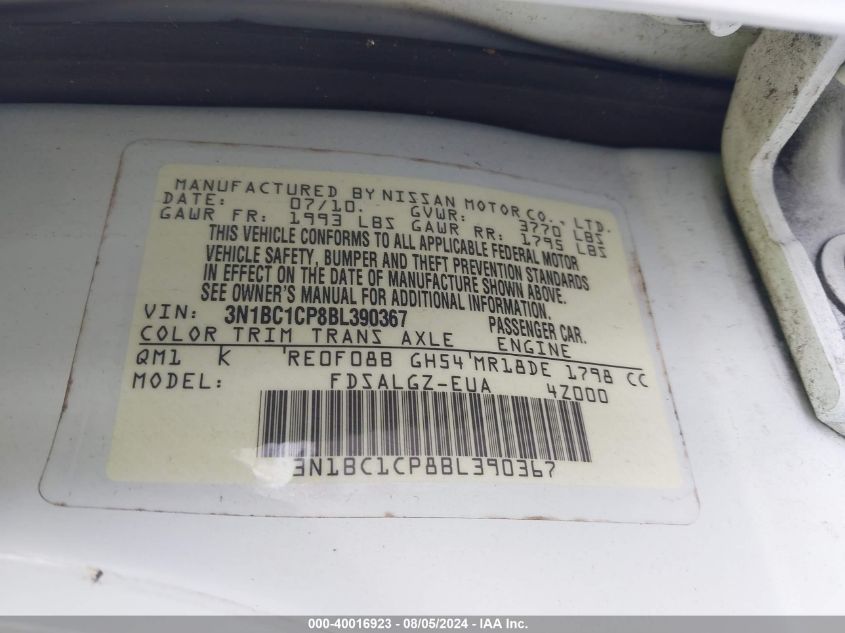 MANUFACTURED BY NISSAN MOTOR CO., LTD.
DATE: 07/10. GVWR: 3770 LBS
GAWR FR: 1993 LBS GAWR RR: 1795 LBS
THIS VEHICLE CONFORMS TO ALL APPLICABLE FEDERAL MOTOR
VEHICLE SAFETY, BUMPER AND THEFT PREVENTION STANDARDS
IN EFFECT ON THE DATE OF MANUFACTURE SHOWN ABOVE.
SEE OWNER'S MANUAL FOR ADDITIONAL INFORMATION.
VIN: 3N1BC1CP8BL390367 PASSENGER CAR.
COLOR TRIM TRANS AXLE ENGINE
QM1 K RE0F08B GH54 MR18DE 1798 CC
MODEL: FDSALGZ-EUA 4Z000
3N1BC1CP8BL390367
000-40016923 - 08/05/2024 - IAA Inc.